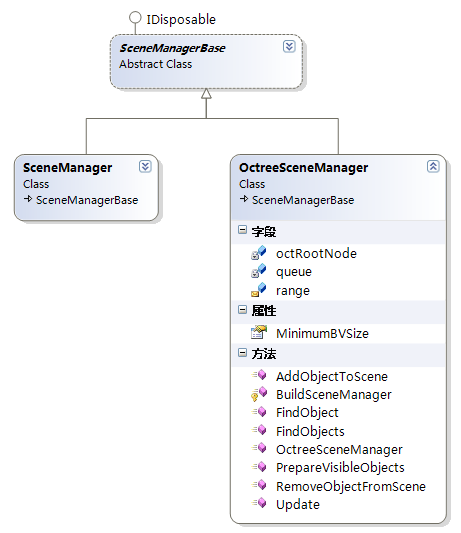 IDisposable
SceneManagerBase
Abstract Class
SceneManager
Class
SceneManagerBase
OctreeSceneManager
Class
SceneManagerBase
字段
octRootNode
queue
range
属性
MinimumBVSize
方法
AddObjectToScene
BuildSceneManager
FindObject
FindObjects
OctreeSceneManager
PrepareVisibleObjects
RemoveObjectFromScene
Update